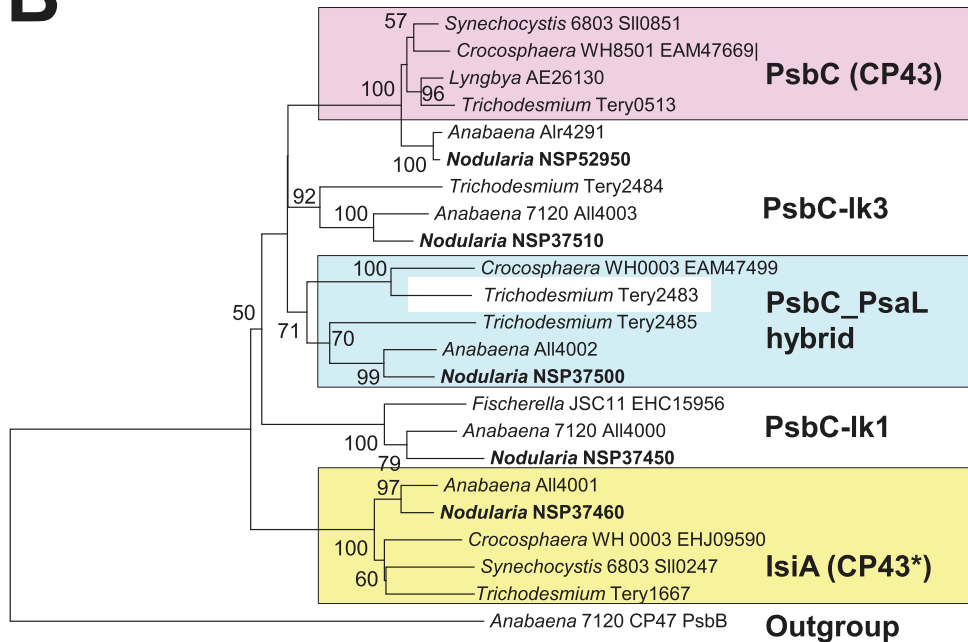 B
57
Synechocystis 6803 Sll0851
Crocosphaera WH8501 EAM47669|
PsbC (CP43)
Lyngbya AE26130
100
96
Trichodesmium Tery0513
Anabaena Alr4291
100
Nodularia NSP52950
Trichodesmium Tery2484
92
PsbC-lk3
100
Anabaena 7120 All4003
Nodularia NSP37510
100
Crocosphaera WH0003 EAM47499
Trichodesmium Tery2483
PsbC_PsaL
hybrid
50
71
Trichodesmium Tery2485
70
Anabaena All4002
99
Nodularia NSP37500
Fischerella JSC11 EHC15956
PsbC-lk1
Anabaena 7120 All4000
100
Nodularia NSP37450
79
97
Anabaena All4001
Nodularia NSP37460
Crocosphaera WH 0003 EHJ09590
100
Synechocystis 6803 Sll0247
IsiA (CP43*)
60
Trichodesmium Tery1667
Anabaena 7120 CP47 PsbB
Outgroup